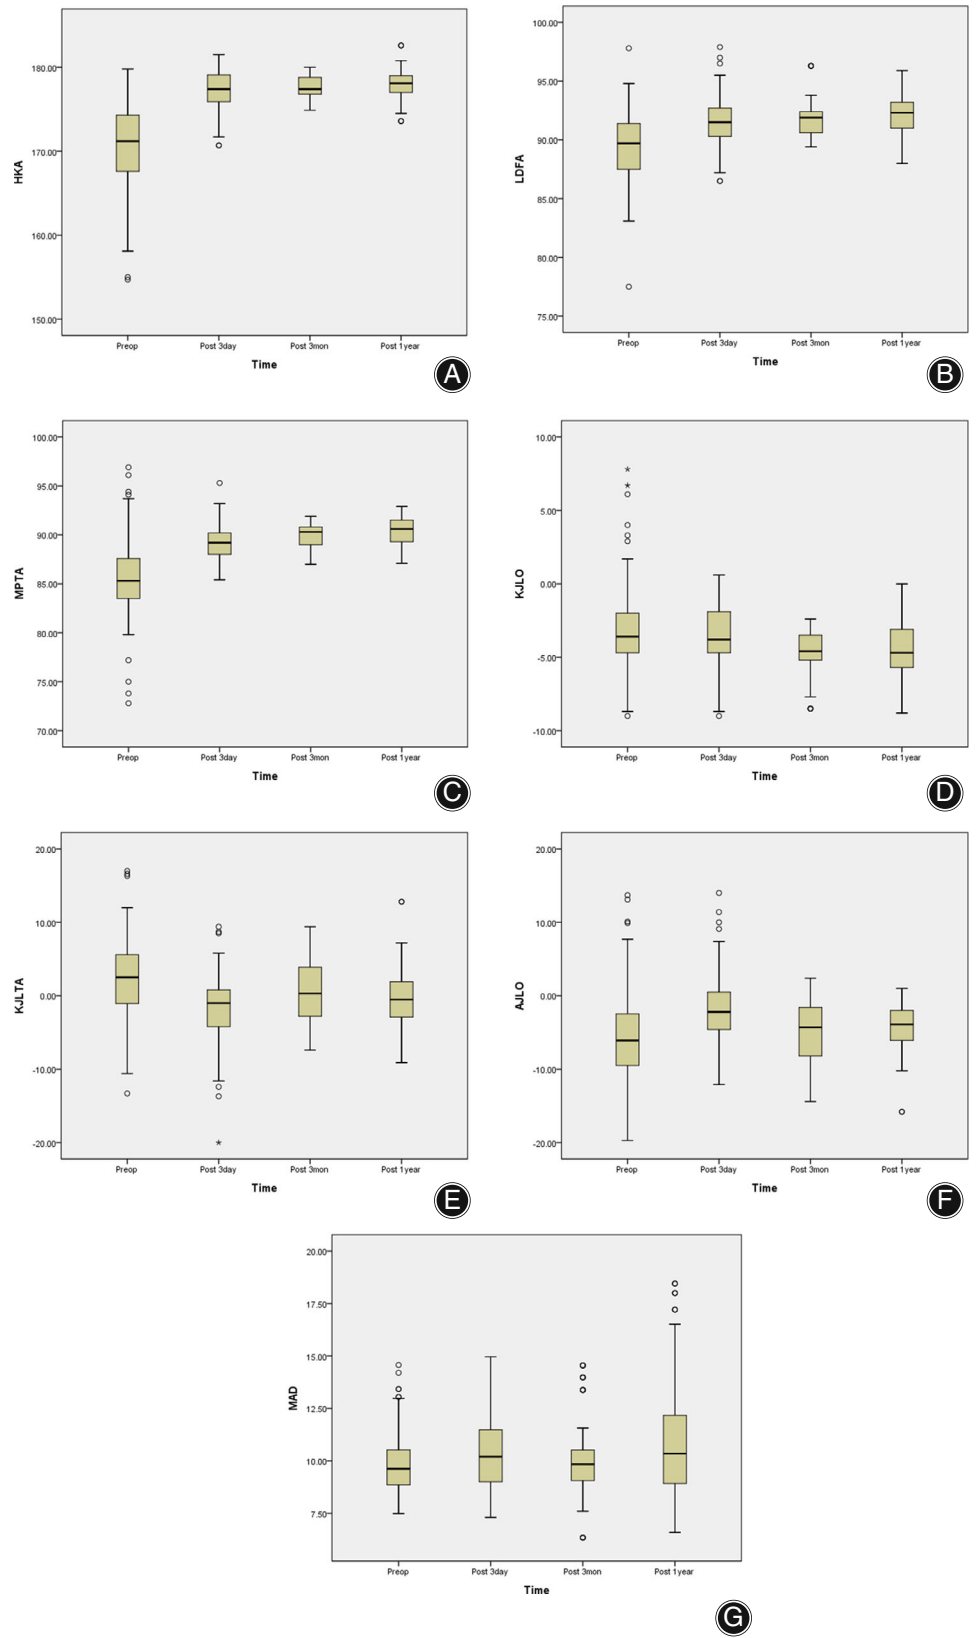 HKA
180.00
170.00
160.00
150.00
Preop Post 3day Post 3mon Post 1year
Time
A
LDFA
100.00
95.00
90.00
85.00
80.00
75.00
Preop Post 3day Post 3mon Post 1year
Time
B
MPTA
100.00
95.00
90.00
85.00
80.00
75.00
70.00
Preop Post 3day Post 3mon Post 1year
Time
C
KJLO
10.00
5.00
0.00
-5.00
-10.00
Preop Post 3day Post 3mon Post 1year
Time
D
KJLTA
20.00
10.00
0.00
-10.00
-20.00
Preop Post 3day Post 3mon Post 1year
Time
E
AJLO
20.00
10.00
0.00
-10.00
-20.00
Preop Post 3day Post 3mon Post 1year
Time
F
MAD
20.00
17.50
15.00
12.50
10.00
7.50
Preop Post 3day Post 3mon Post 1year
Time
G